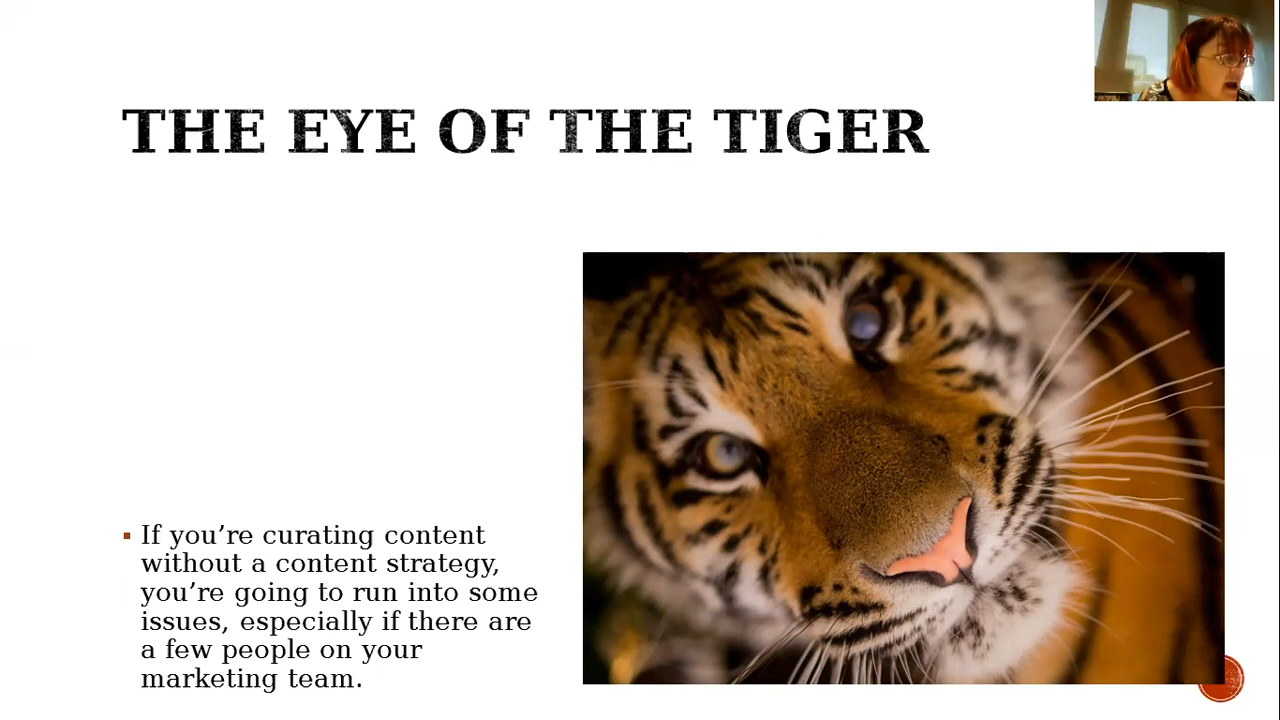 THE EYE OF THE TIGER
If you’re curating content
without a content strategy,
you’re going to run into some
issues, especially if there are
a few people on your
marketing team.